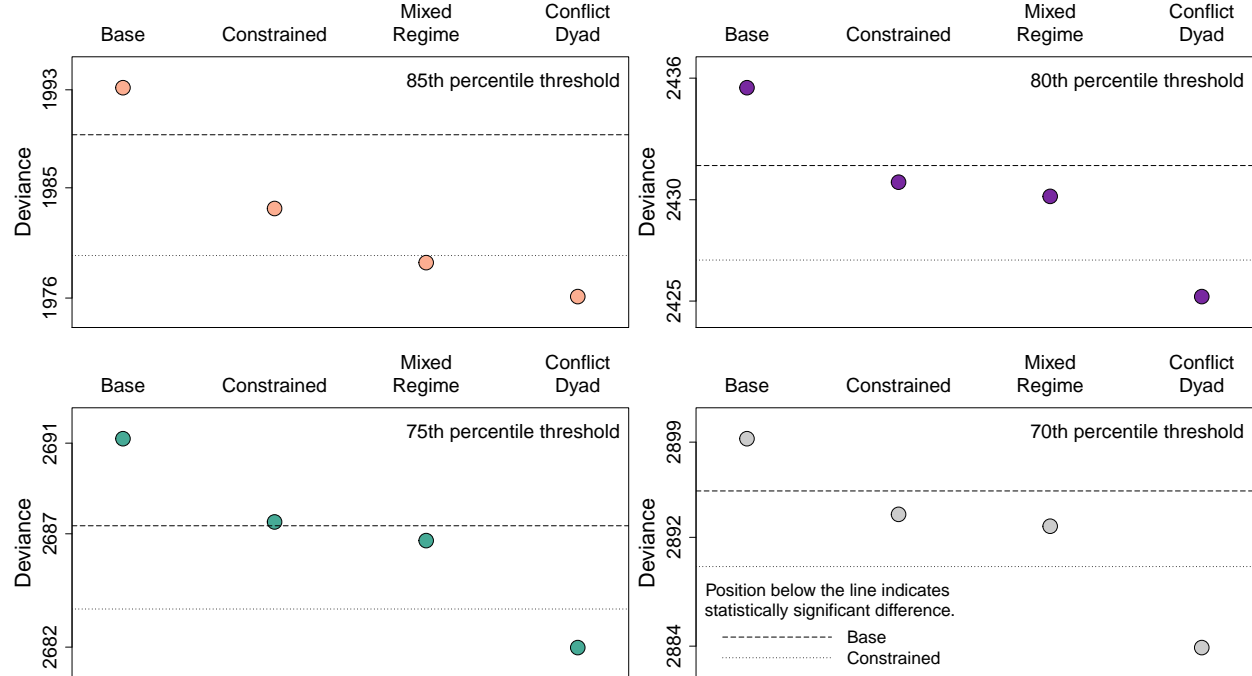 Base
Constrained
Mixed
Regime
Conflict
Dyad
85th percentile threshold
Deviance
1993
1985
1976
Base
Constrained
Mixed
Regime
Conflict
Dyad
80th percentile threshold
Deviance
2436
2430
2425
Base
Constrained
Mixed
Regime
Conflict
Dyad
75th percentile threshold
Deviance
2691
2687
2682
Base
Constrained
Mixed
Regime
Conflict
Dyad
70th percentile threshold
Deviance
2899
2892
2884
Position below the line indicates
statistically significant difference.
Base
Constrained